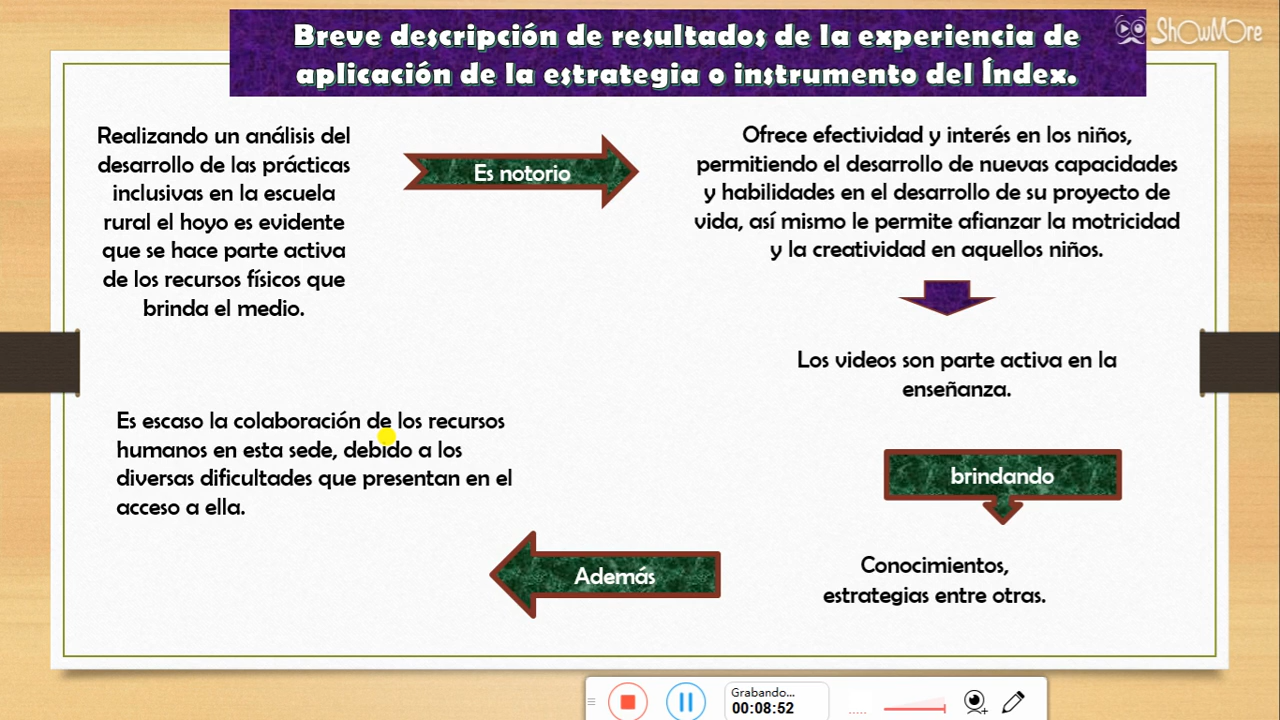 Breve descripción de resultados de la experiencia de
aplicación de la estrategia o instrumento del Índex.
ShowMore
Realizando un análisis del
desarrollo de las prácticas
inclusivas en la escuela
rural el hoyo es evidente
que se hace parte activa
de los recursos físicos que
brinda el medio.
Es notorio
Ofrece efectividad y interés en los niños,
permitiendo el desarrollo de nuevas capacidades
y habilidades en el desarrollo de su proyecto de
vida, así mismo le permite afianzar la motricidad
y la creatividad en aquellos niños.
Los videos son parte activa en la
enseñanza.
brindando
Conocimientos,
estrategias entre otras.
Además
Es escaso la colaboración de los recursos
humanos en esta sede, debido a los
diversas dificultades que presentan en el
acceso a ella.
Grabando...
00:08:52